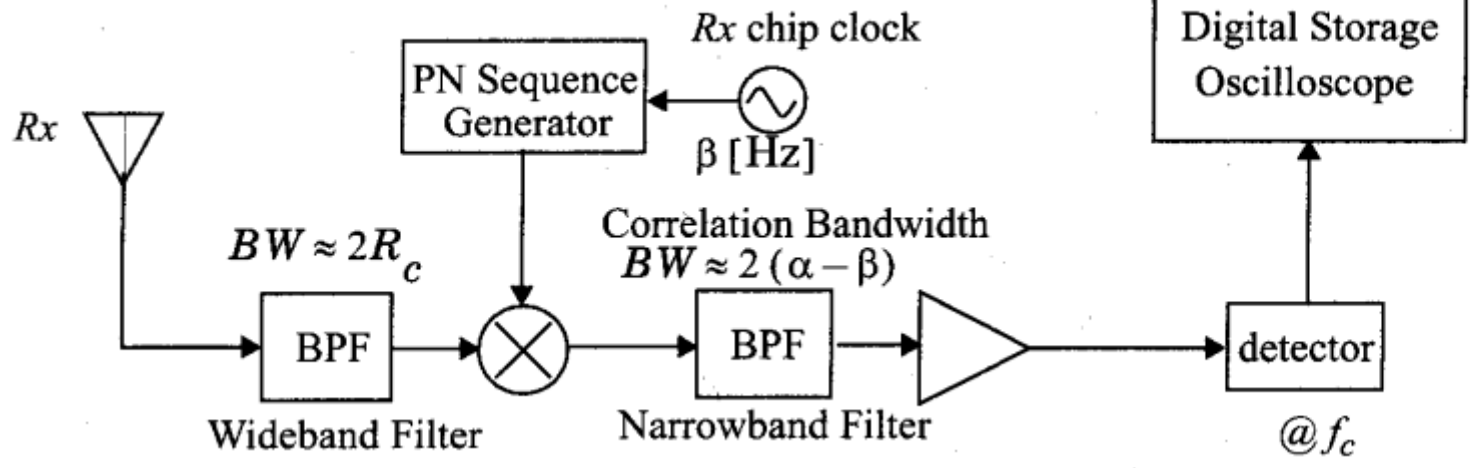 Rx chip clock
Digital Storage
Oscilloscope
PN Sequence
Generator
Rx
β [Hz]
Correlation Bandwidth
BW ≈ 2 (α – β)
BW ≈ 2R_c
BPF
BPF
detector
Wideband Filter
Narrowband Filter
@ f_c